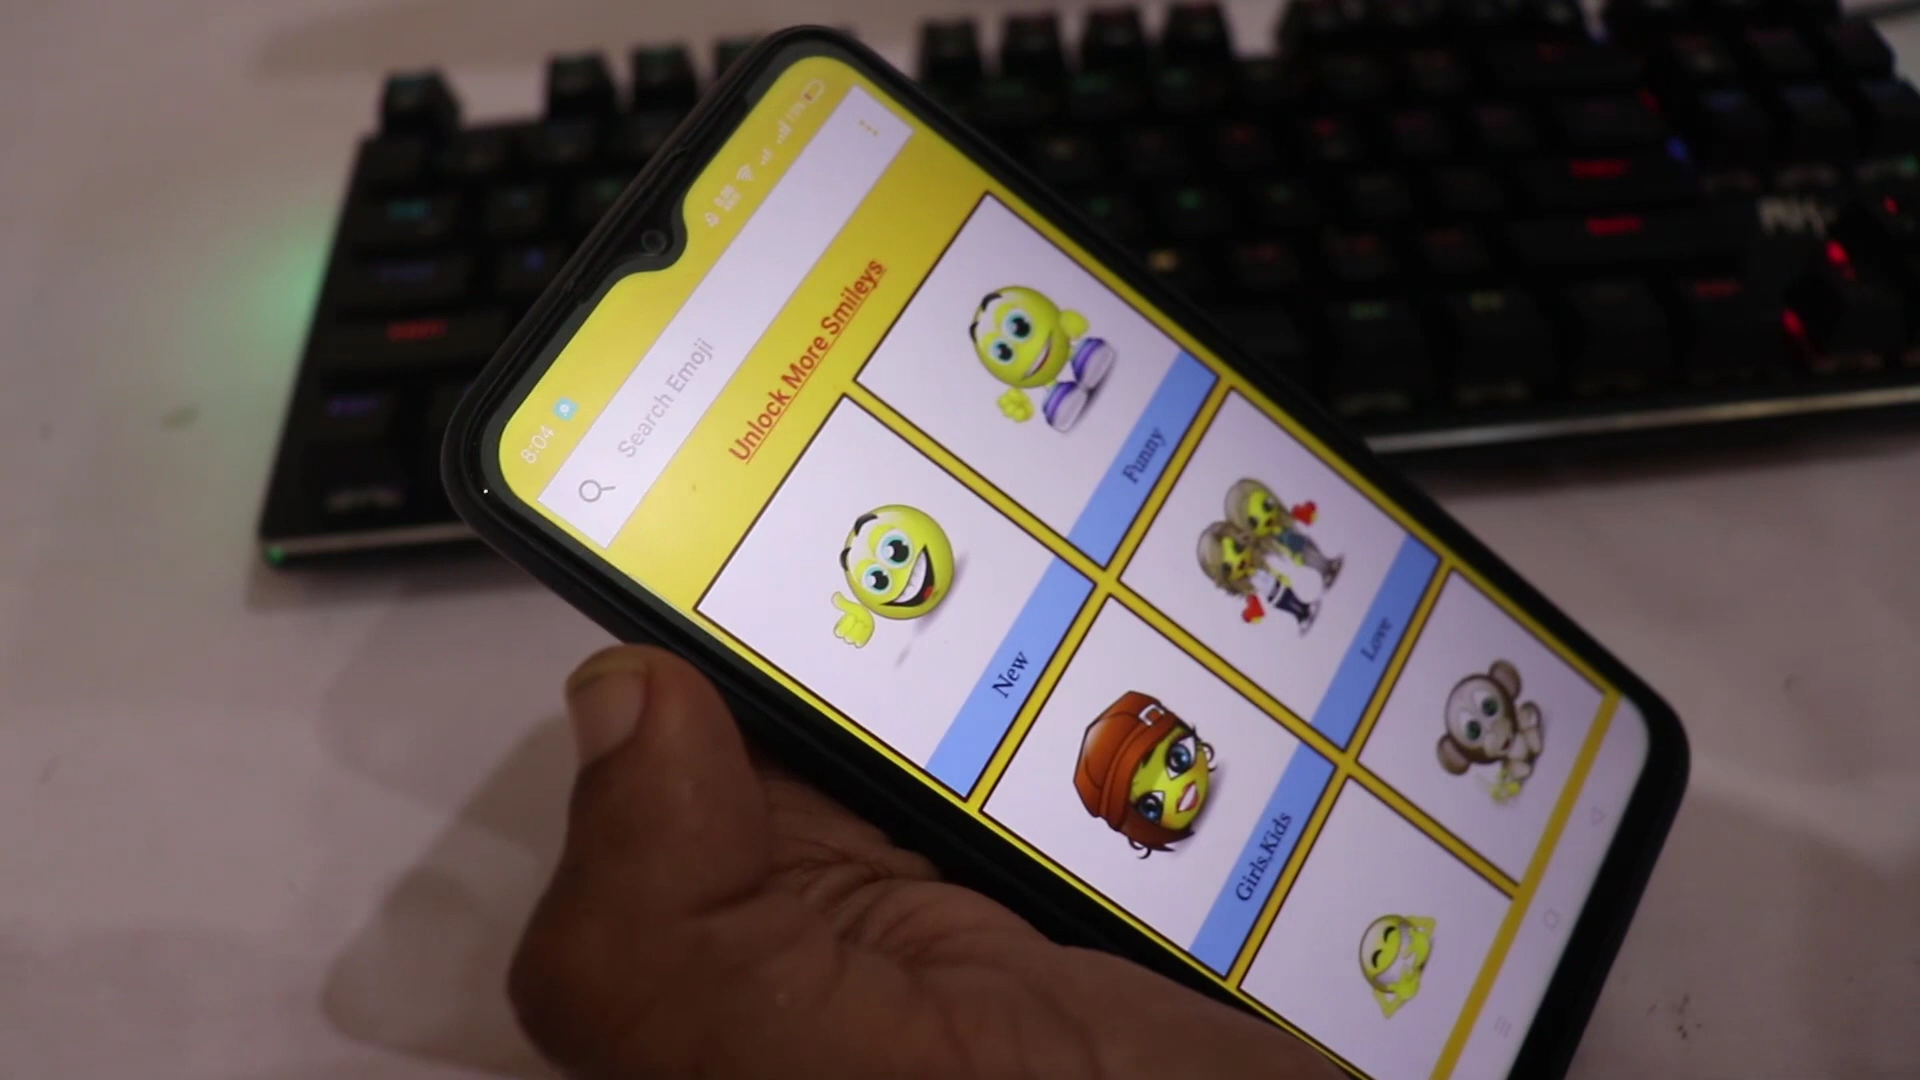 8:04
Search Emoji
Unlock More Smileys
New
Funny
Girls,Kids
Love